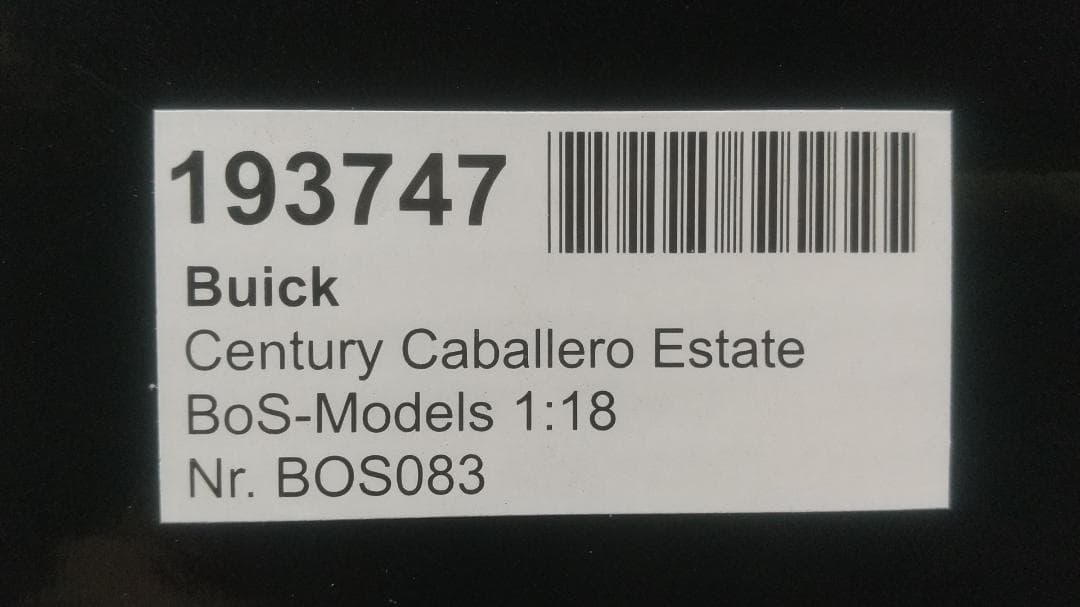 193747
Buick
Century Caballero Estate
BoS-Models 1:18
Nr. BOS083